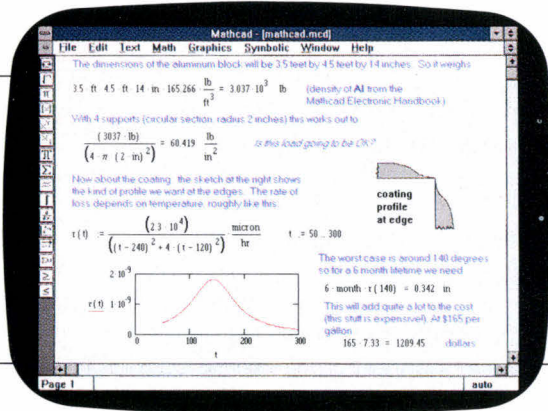 Mathcad - [mathcad.mcd]
File Edit Text Math Graphics Symbolic Window Help
The dimensions of the aluminum block will be 3.5 feet by 4.5 feet by 14 inches. So it weighs
3.5 · ft · 4.5 · ft · 14 · in · 165.266 · lb / ft³ = 3.037 · 10³ · lb
(density of Al from the
Mathcad Electronic Handbook)
With 4 supports (circular section, radius 2 inches) this works out to
(3037 · lb) / (4 · π · (2 · in)²) = 60.419 · lb / in²
Is this load going to be OK?
Now about the coating: the sketch at the right shows
the kind of profile we want at the edges. The rate of
loss depends on temperature, roughly like this:
coating
profile
at edge
r(t) := (2.3 · 10⁴) / ((t − 240)² + 4 · (t − 120)²) · micron / hr
t := 50 .. 300
2·10⁻⁹
r(t) 1·10⁻⁹
0
0 100 200 300
t
The worst case is around 140 degrees
so for a 6 month lifetime we need
6 · month · r(140) = 0.342 · in
This will add quite a lot to the cost
(this stuff is expensive!). At $165 per
gallon
165 · 7.33 = 1209.45 dollars
Page 1
auto